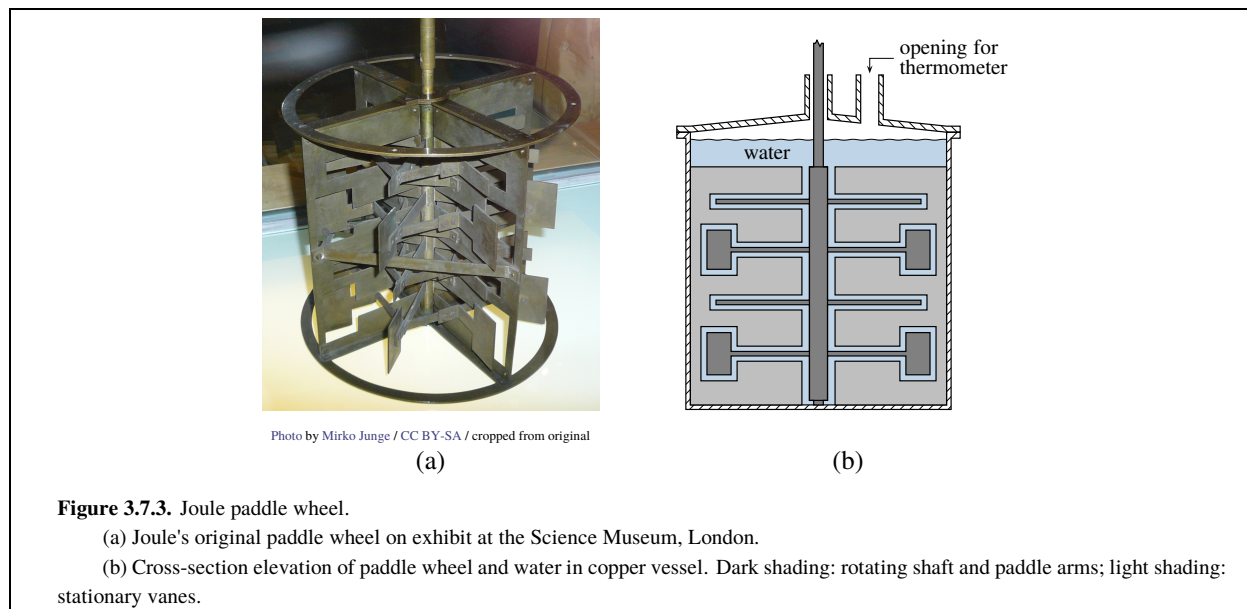 opening for
thermometer
water
Photo by Mirko Junge / CC BY-SA / cropped from original
(a)
(b)
Figure 3.7.3. Joule paddle wheel.
(a) Joule's original paddle wheel on exhibit at the Science Museum, London.
(b) Cross-section elevation of paddle wheel and water in copper vessel. Dark shading: rotating shaft and paddle arms; light shading:
stationary vanes.